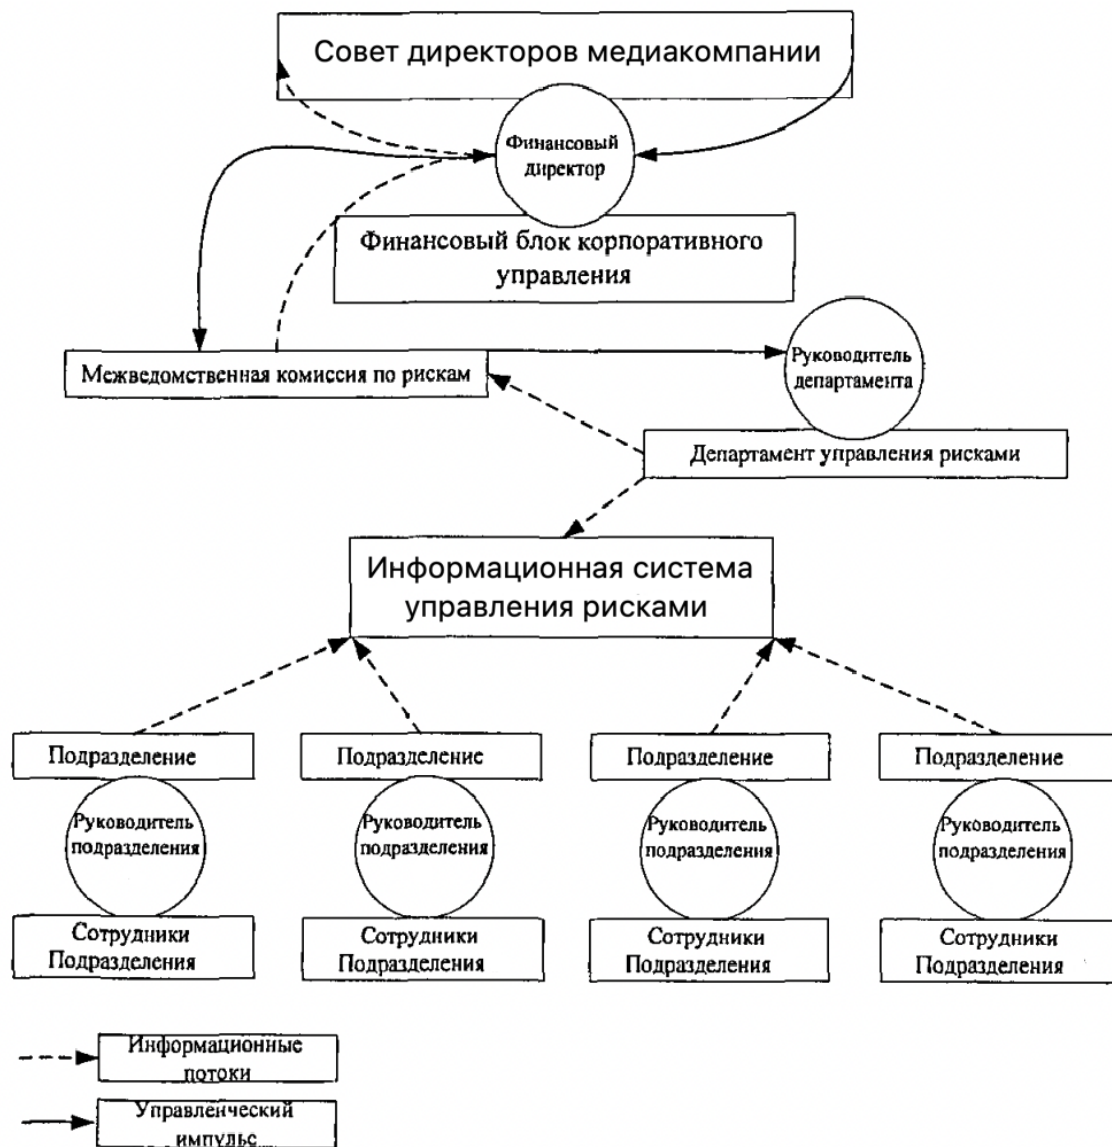 Совет директоров медиакомпании
Финансовый
директор
Финансовый блок корпоративного
управления
Руководитель
департамента
Межведомственная комиссия по рискам
Департамент управления рисками
Информационная система
управления рисками
Подразделение
Подразделение
Подразделение
Подразделение
Руководитель
подразделения
Руководитель
подразделения
Руководитель
подразделения
Руководитель
подразделения
Сотрудники
Подразделения
Сотрудники
Подразделения
Сотрудники
Подразделения
Сотрудники
Подразделения
Информационные
потоки
Управленческий
импульс